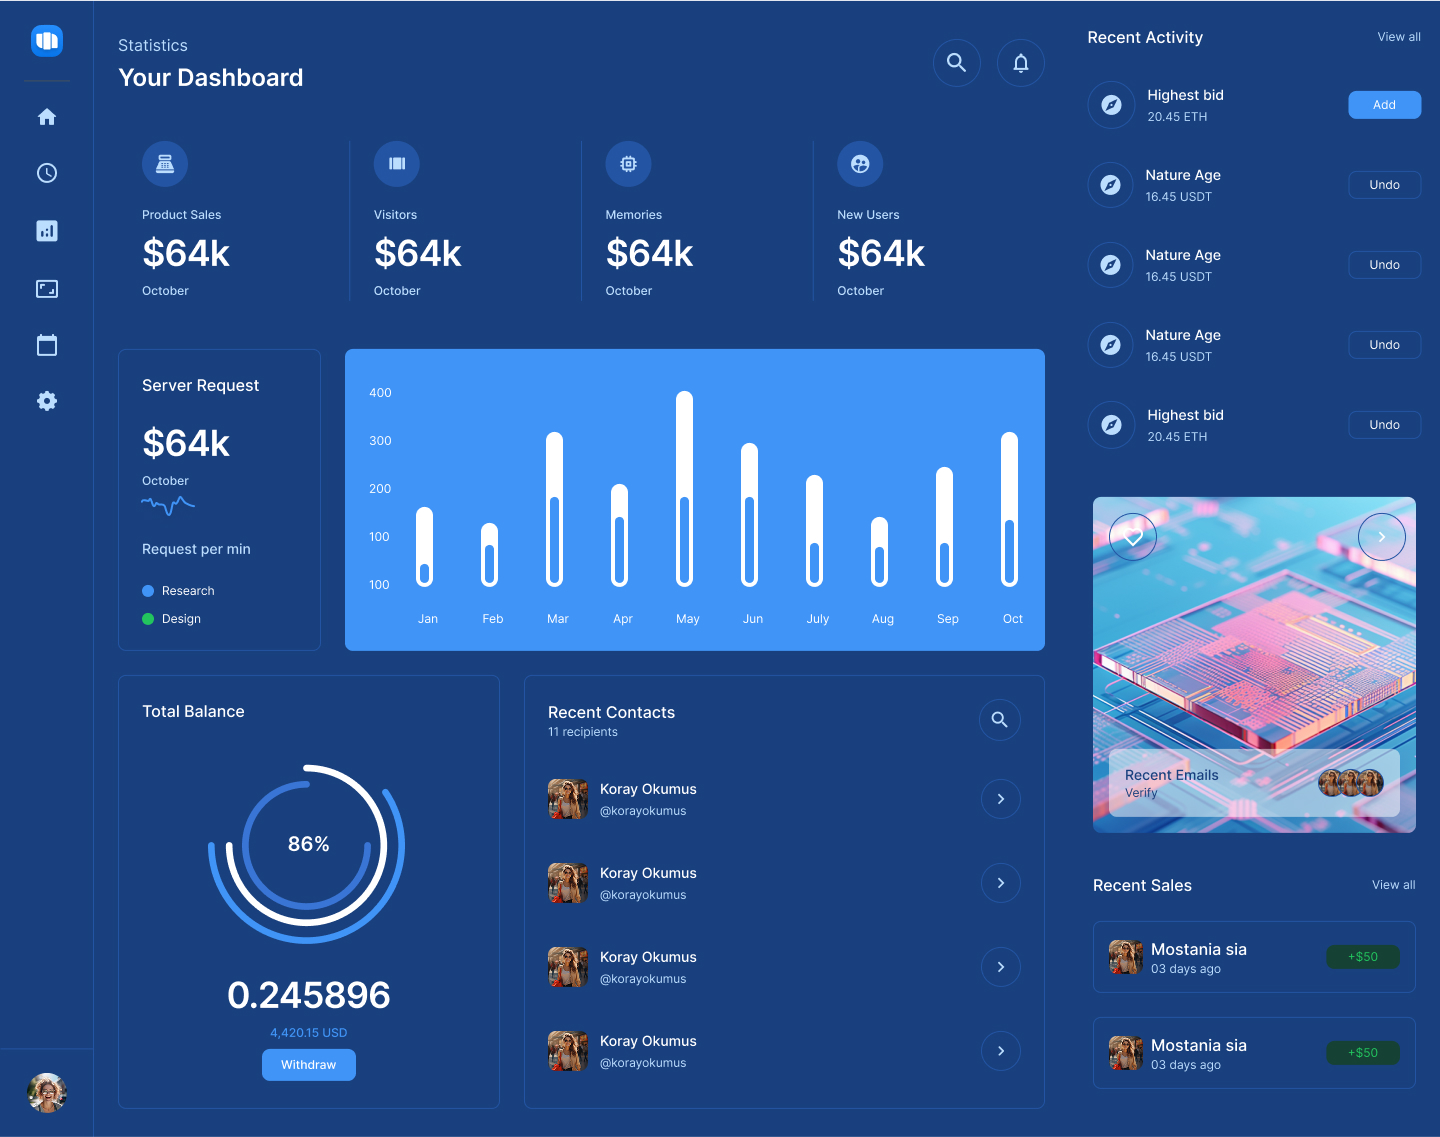 Statistics
Your Dashboard
Product Sales
$64k
October
Visitors
$64k
October
Memories
$64k
October
New Users
$64k
October
Server Request
$64k
October
Request per min
Research
Design
400
300
200
100
100
Jan Feb Mar Apr May Jun July Aug Sep Oct
Total Balance
86%
0.245896
4,420.15 USD
Withdraw
Recent Contacts
11 recipients
Koray Okumus
@korayokumus
Koray Okumus
@korayokumus
Koray Okumus
@korayokumus
Koray Okumus
@korayokumus
Recent Activity
View all
Highest bid
20.45 ETH
Add
Nature Age
16.45 USDT
Undo
Nature Age
16.45 USDT
Undo
Nature Age
16.45 USDT
Undo
Highest bid
20.45 ETH
Undo
Recent Emails
Verify
Recent Sales
View all
Mostania sia
03 days ago
+$50
Mostania sia
03 days ago
+$50